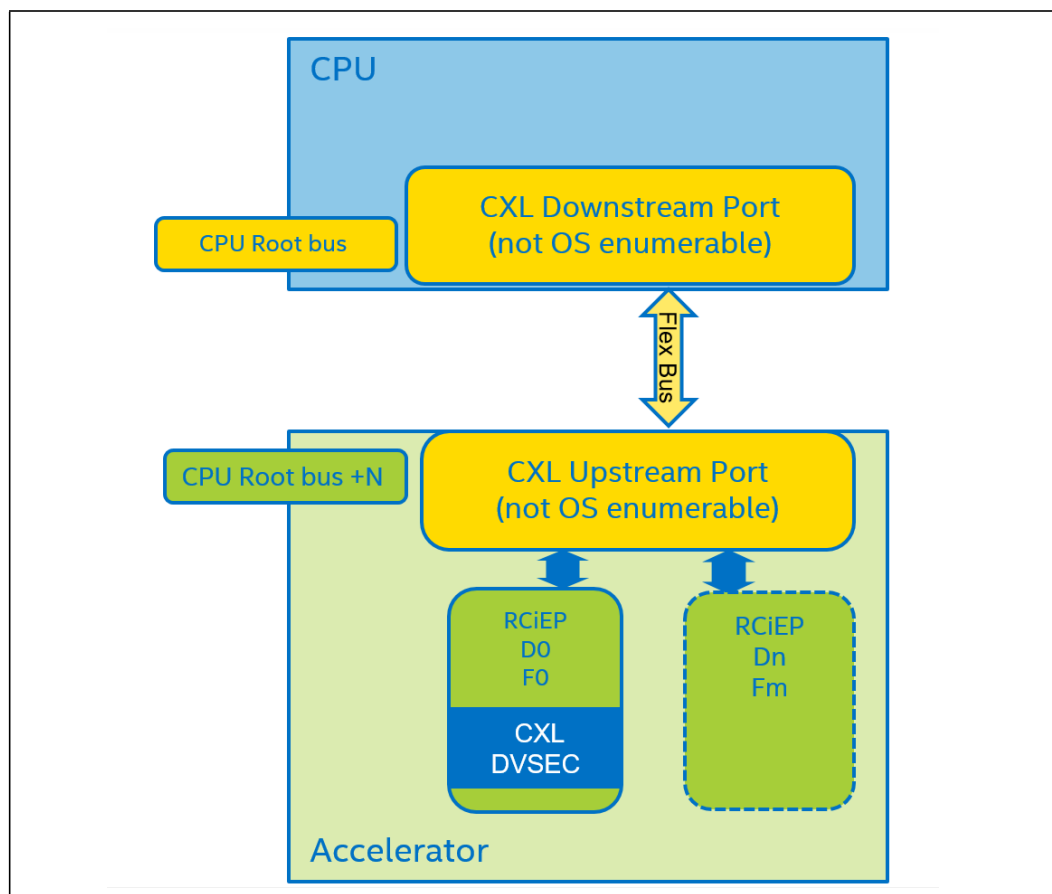 CPU
CXL Downstream Port
(not OS enumerable)
CPU Root bus
Flex Bus
CXL Upstream Port
(not OS enumerable)
CPU Root bus +N
RCiEP
D0
F0
CXL
DVSEC
RCiEP
Dn
Fm
Accelerator